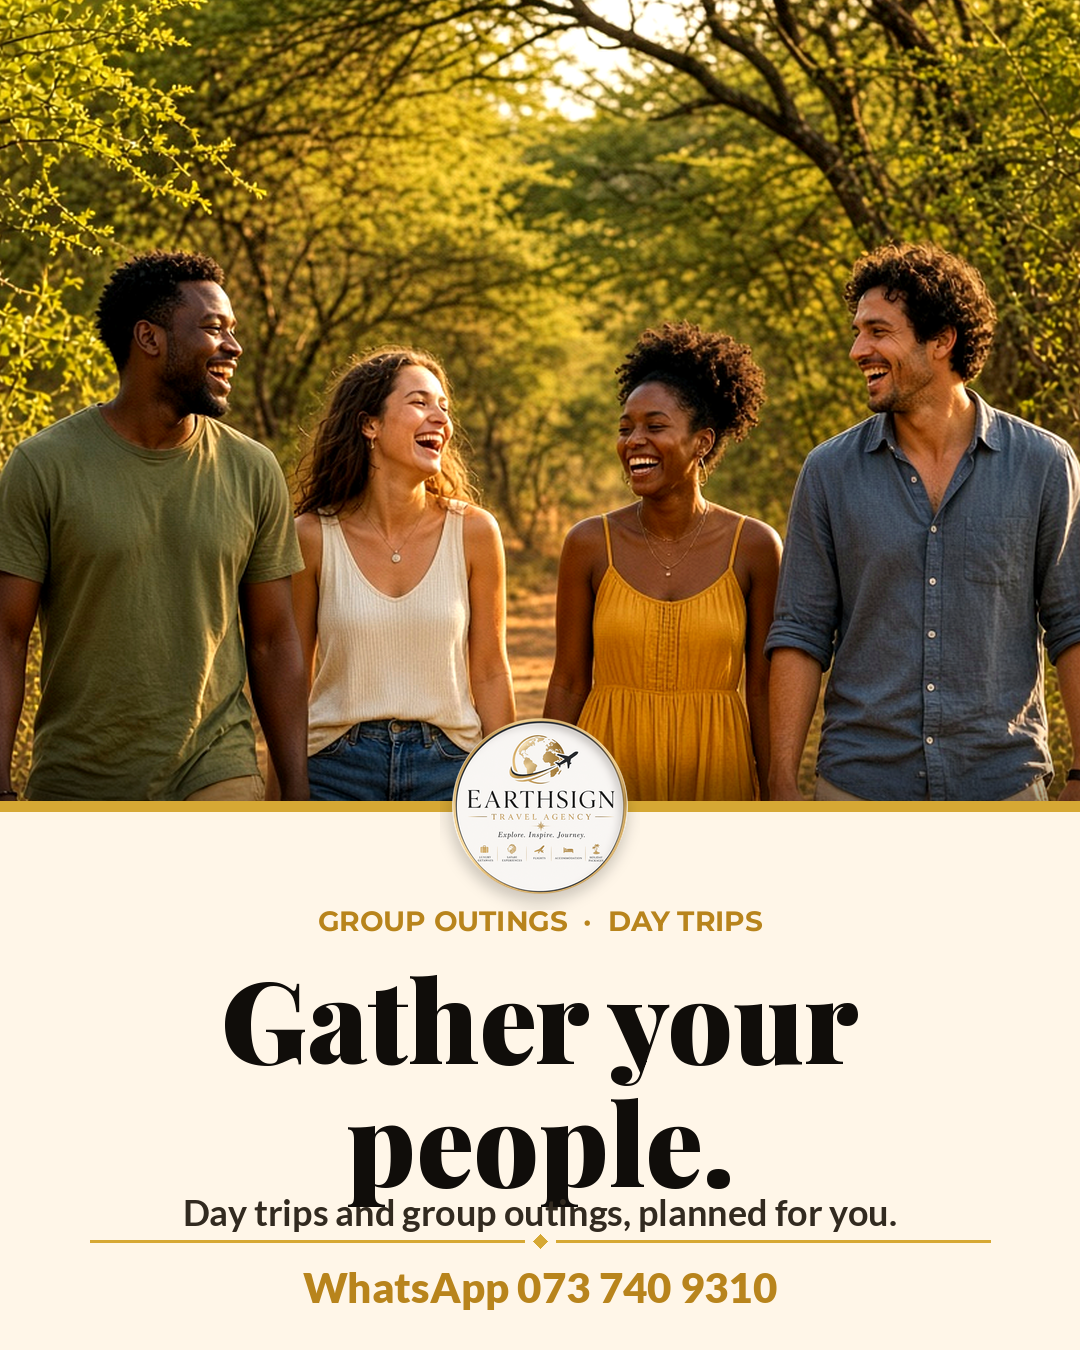 EARTHSIGN
TRAVEL AGENCY
Explore. Inspire. Journey.
GROUP OUTINGS · DAY TRIPS
Gather your
people.
Day trips and group outings, planned for you.
WhatsApp 073 740 9310